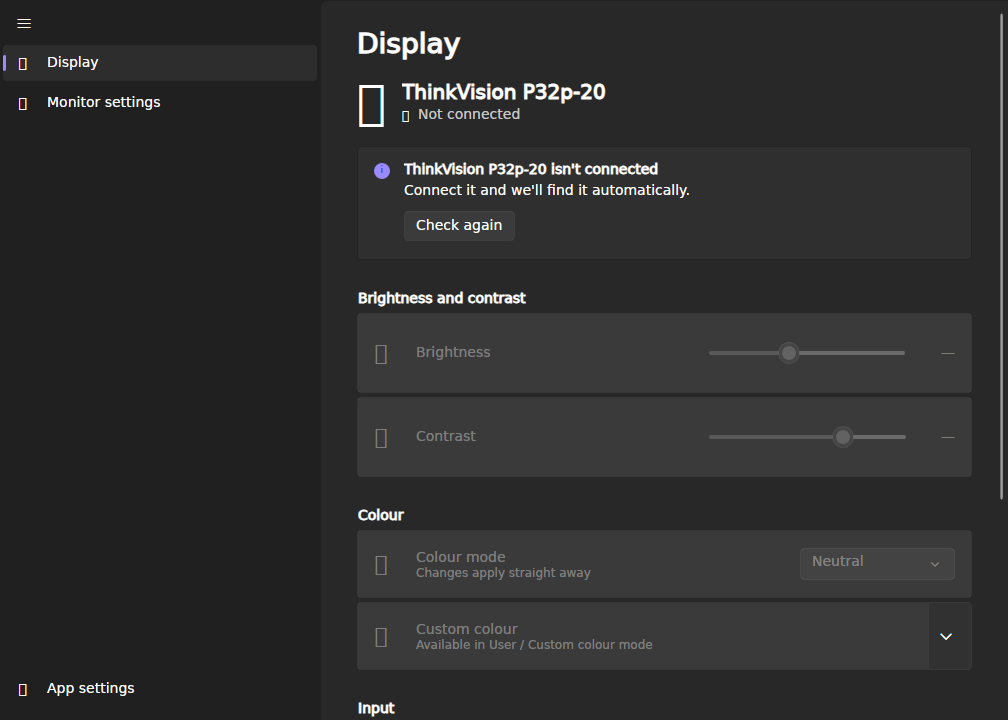 Display
Monitor settings
App settings
Display
ThinkVision P32p-20
Not connected
ThinkVision P32p-20 isn't connected
Connect it and we'll find it automatically.
Check again
Brightness and contrast
Brightness
—
Contrast
—
Colour
Colour mode
Changes apply straight away
Neutral
Custom colour
Available in User / Custom colour mode
Input